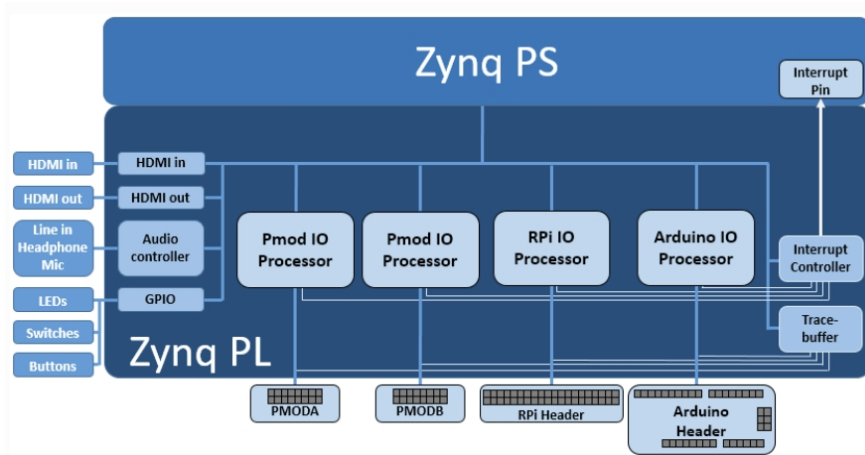 Zynq PS
Interrupt
Pin
HDMI in
HDMI in
HDMI out
HDMI out
Line in
Headphone
Mic
Audio
controller
Pmod IO
Processor
Pmod IO
Processor
RPi IO
Processor
Arduino IO
Processor
Interrupt
Controller
LEDs
GPIO
Switches
Buttons
Zynq PL
Trace-
buffer
PMODA
PMODB
RPi Header
Arduino
Header